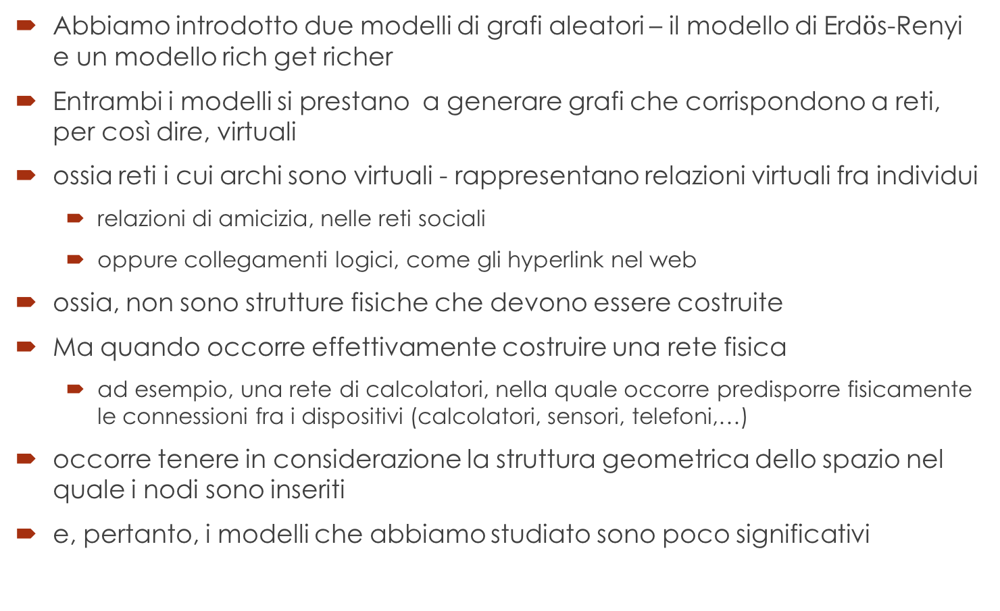 Abbiamo introdotto due modelli di grafi aleatori – il modello di Erdös-Renyi
e un modello rich get richer
Entrambi i modelli si prestano  a generare grafi che corrispondono a reti,
per così dire, virtuali
ossia reti i cui archi sono virtuali - rappresentano relazioni virtuali fra individui
relazioni di amicizia, nelle reti sociali
oppure collegamenti logici, come gli hyperlink nel web
ossia, non sono strutture fisiche che devono essere costruite
Ma quando occorre effettivamente costruire una rete fisica
ad esempio, una rete di calcolatori, nella quale occorre predisporre fisicamente
le connessioni fra i dispositivi (calcolatori, sensori, telefoni,…)
occorre tenere in considerazione la struttura geometrica dello spazio nel
quale i nodi sono inseriti
e, pertanto, i modelli che abbiamo studiato sono poco significativi